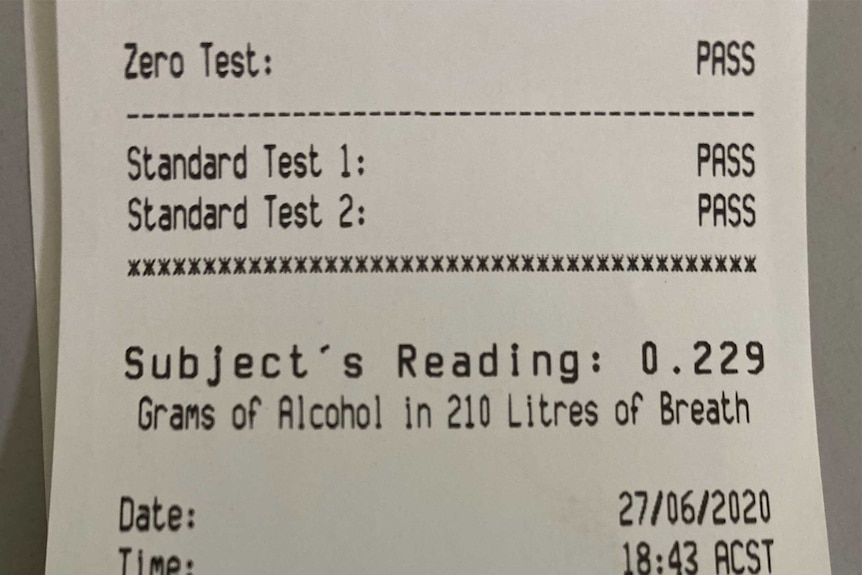 Zero Test: PASS
-----------------------------------------
Standard Test 1: PASS
Standard Test 2: PASS
******************************************
Subject´s Reading: 0.229
Grams of Alcohol in 210 Litres of Breath
Date: 27/06/2020
Time: 18:43 ACST